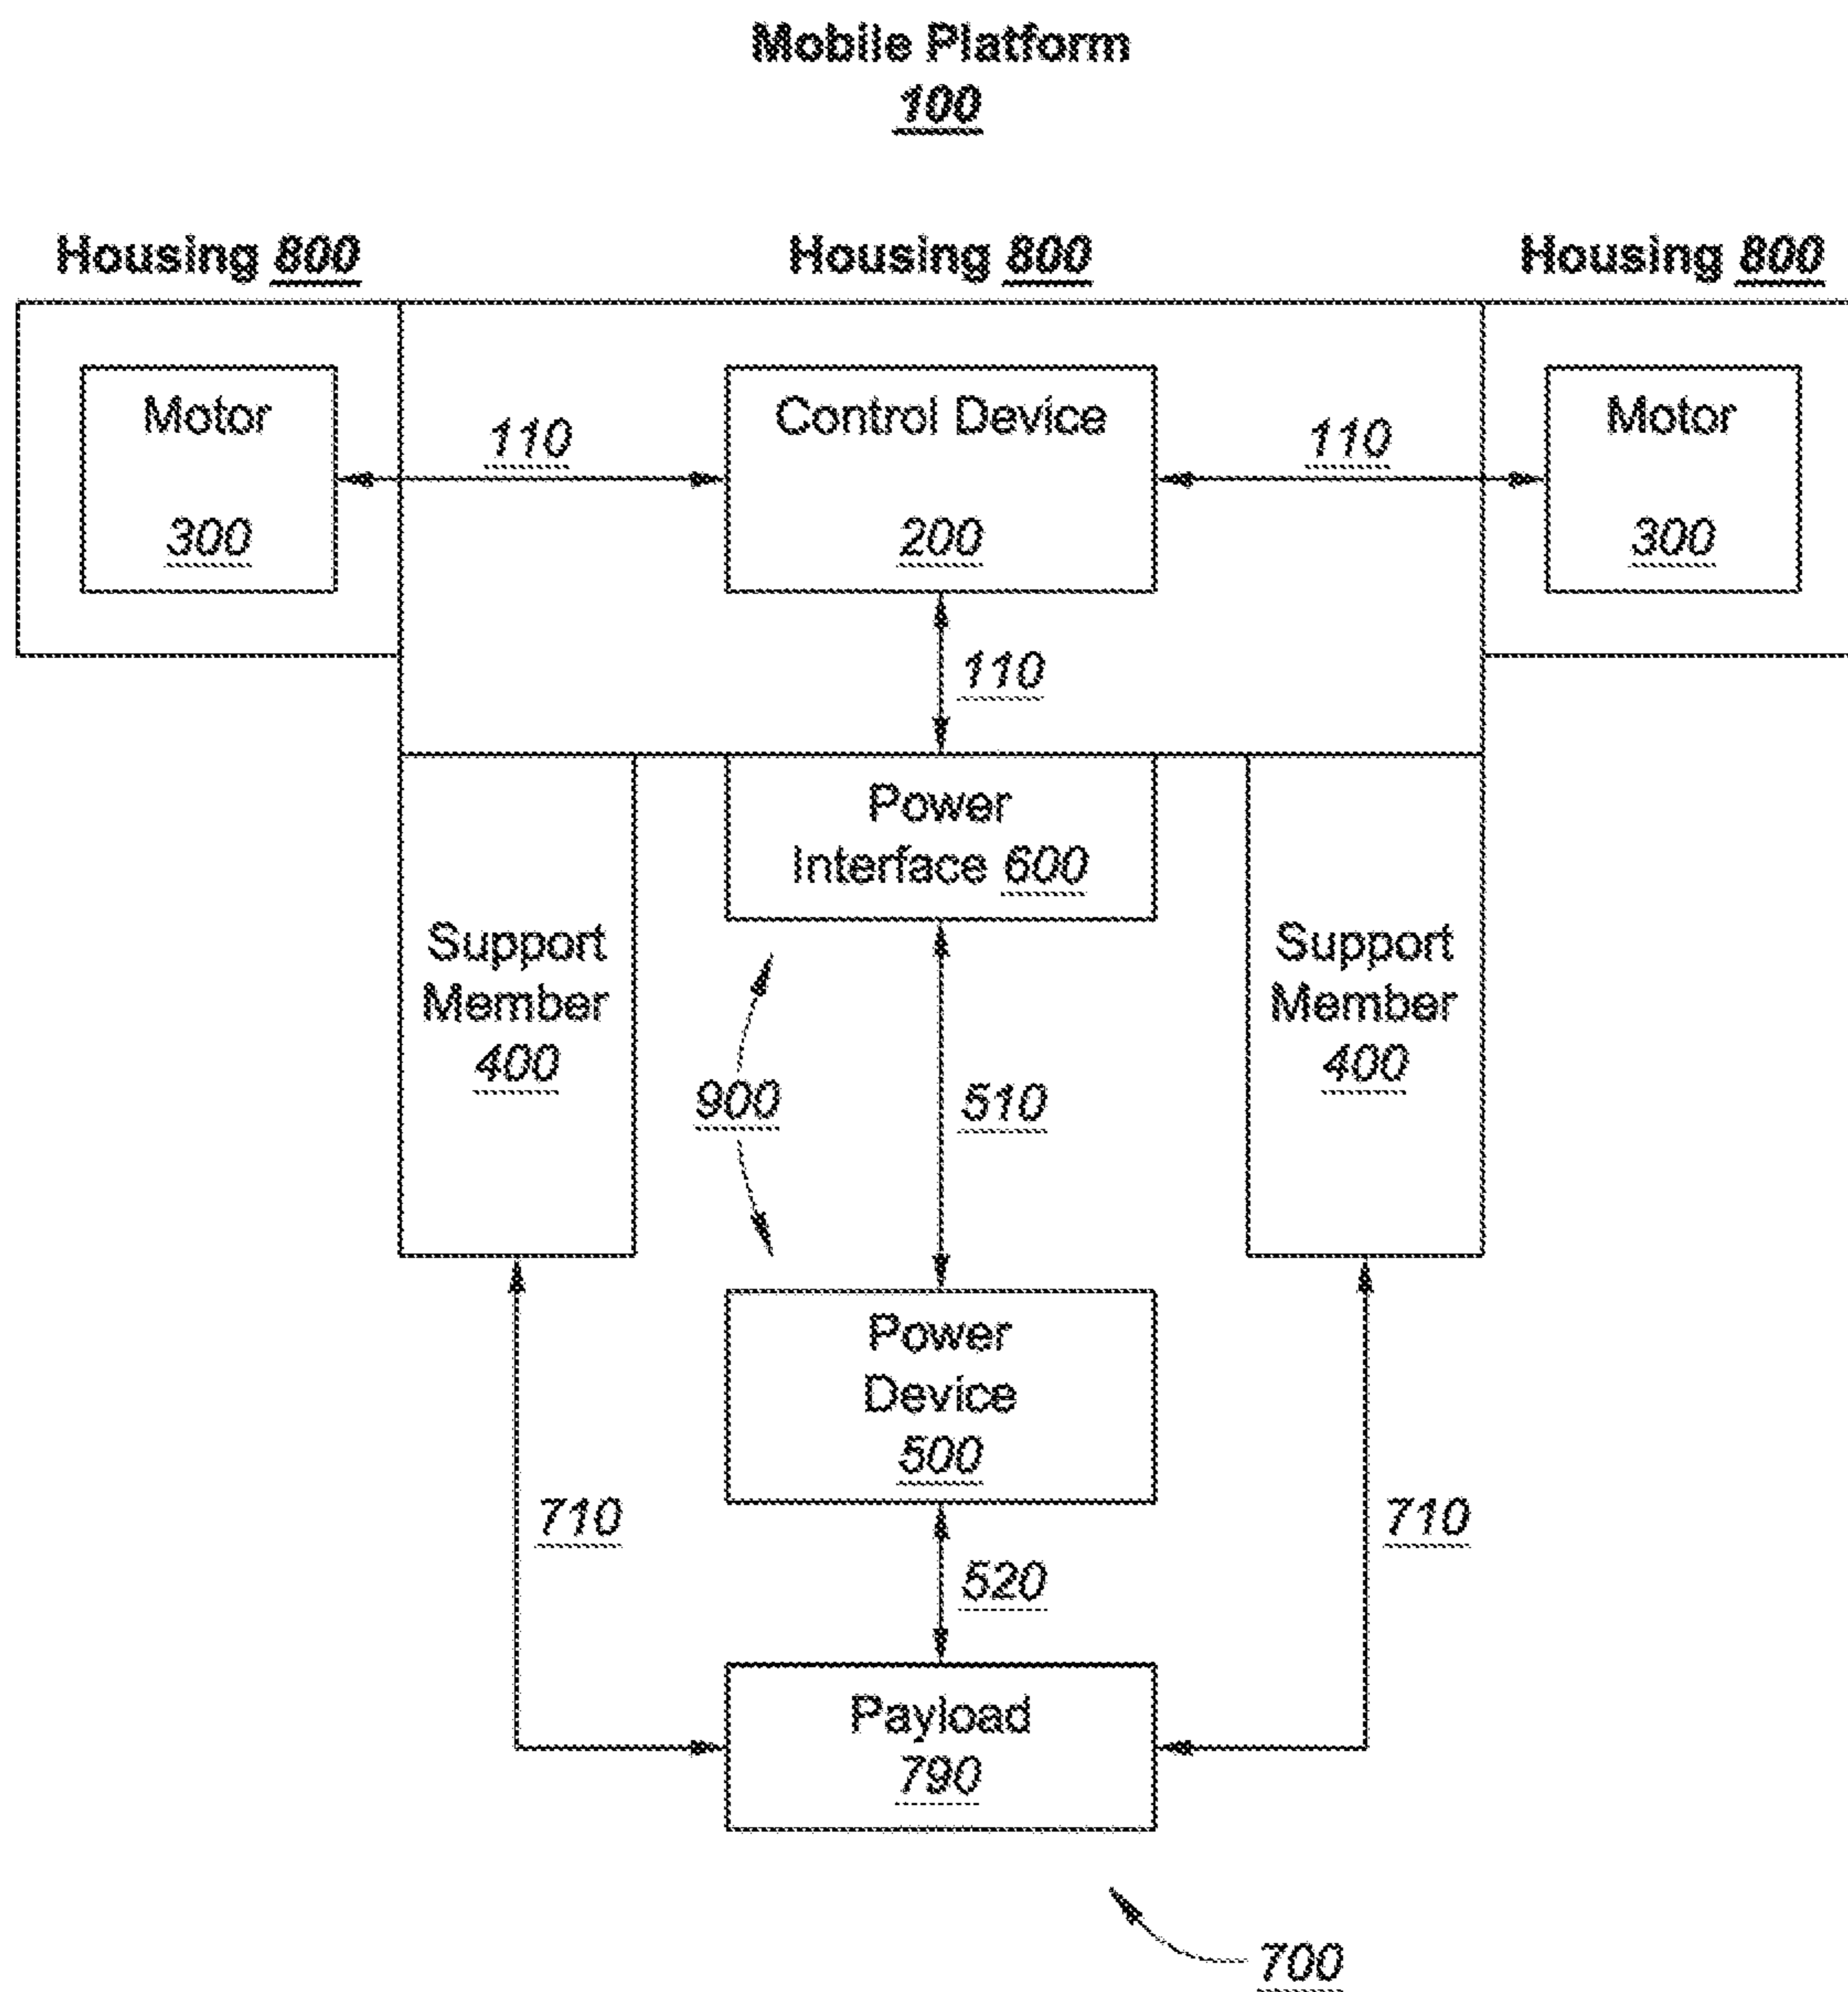 Mobile Platform
100
Housing 800
Housing 800
Housing 800
Motor
300
110
Control Device
200
110
Motor
300
110
Power
Interface 600
Support
Member
400
Support
Member
400
900
510
Power
Device
500
710
710
520
Payload
790
700